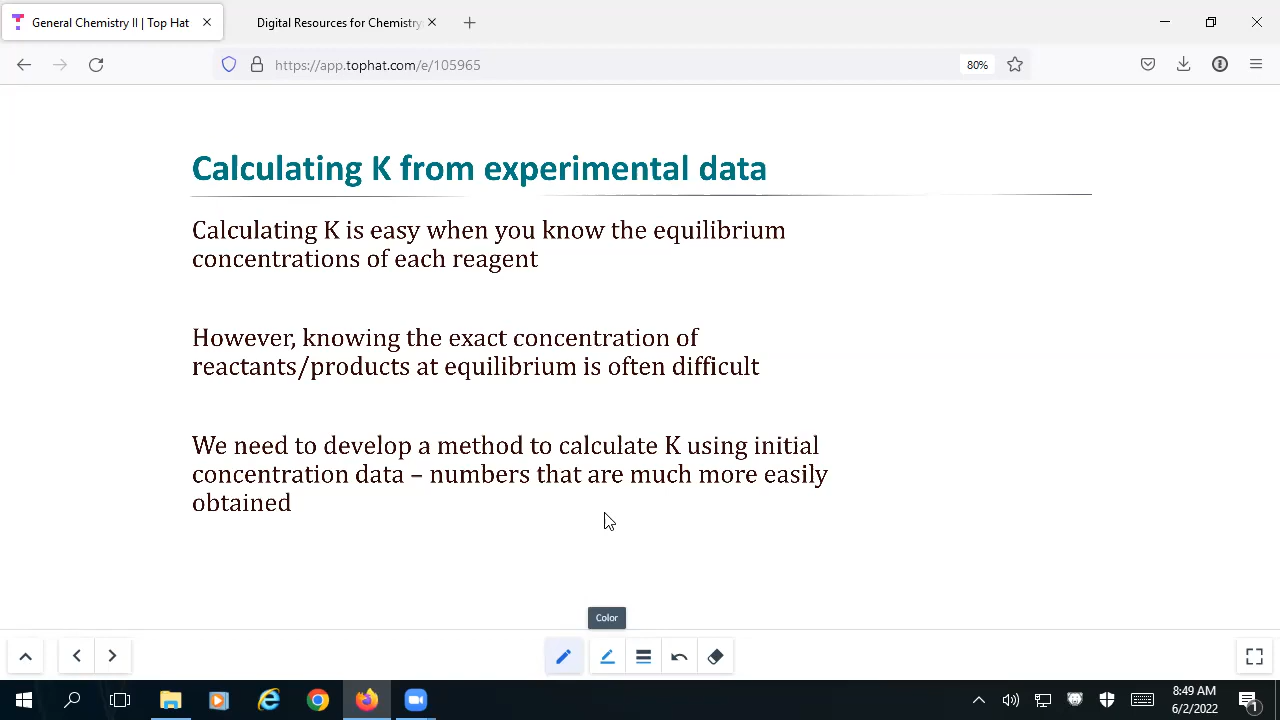 General Chemistry II | Top Hat
Digital Resources for Chemistry
https://app.tophat.com/e/105965
80%
Calculating K from experimental data
Calculating K is easy when you know the equilibrium
concentrations of each reagent
However, knowing the exact concentration of
reactants/products at equilibrium is often difficult
We need to develop a method to calculate K using initial
concentration data – numbers that are much more easily
obtained
Color
8:49 AM
6/2/2022
1